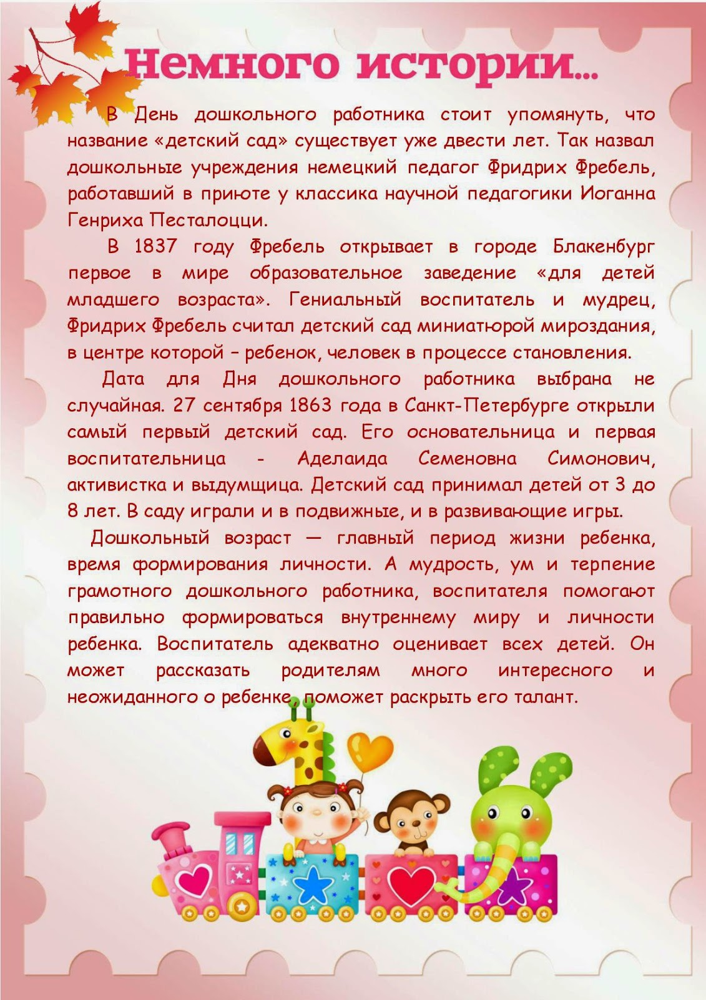 Немного истории...
В День дошкольного работника стоит упомянуть, что
название «детский сад» существует уже двести лет. Так назвал
дошкольные учреждения немецкий педагог Фридрих Фребель,
работавший в приюте у классика научной педагогики Иоганна
Генриха Песталоцци.
В 1837 году Фребель открывает в городе Блакенбург
первое в мире образовательное заведение «для детей
младшего возраста». Гениальный воспитатель и мудрец,
Фридрих Фребель считал детский сад миниатюрой мироздания,
в центре которой – ребенок, человек в процессе становления.
Дата для Дня дошкольного работника выбрана не
случайная. 27 сентября 1863 года в Санкт-Петербурге открыли
самый первый детский сад. Его основательница и первая
воспитательница - Аделаида Семеновна Симонович,
активистка и выдумщица. Детский сад принимал детей от 3 до
8 лет. В саду играли и в подвижные, и в развивающие игры.
Дошкольный возраст — главный период жизни ребенка,
время формирования личности. А мудрость, ум и терпение
грамотного дошкольного работника, воспитателя помогают
правильно формироваться внутреннему миру и личности
ребенка. Воспитатель адекватно оценивает всех детей. Он
может рассказать родителям много интересного и
неожиданного о ребенке, поможет раскрыть его талант.